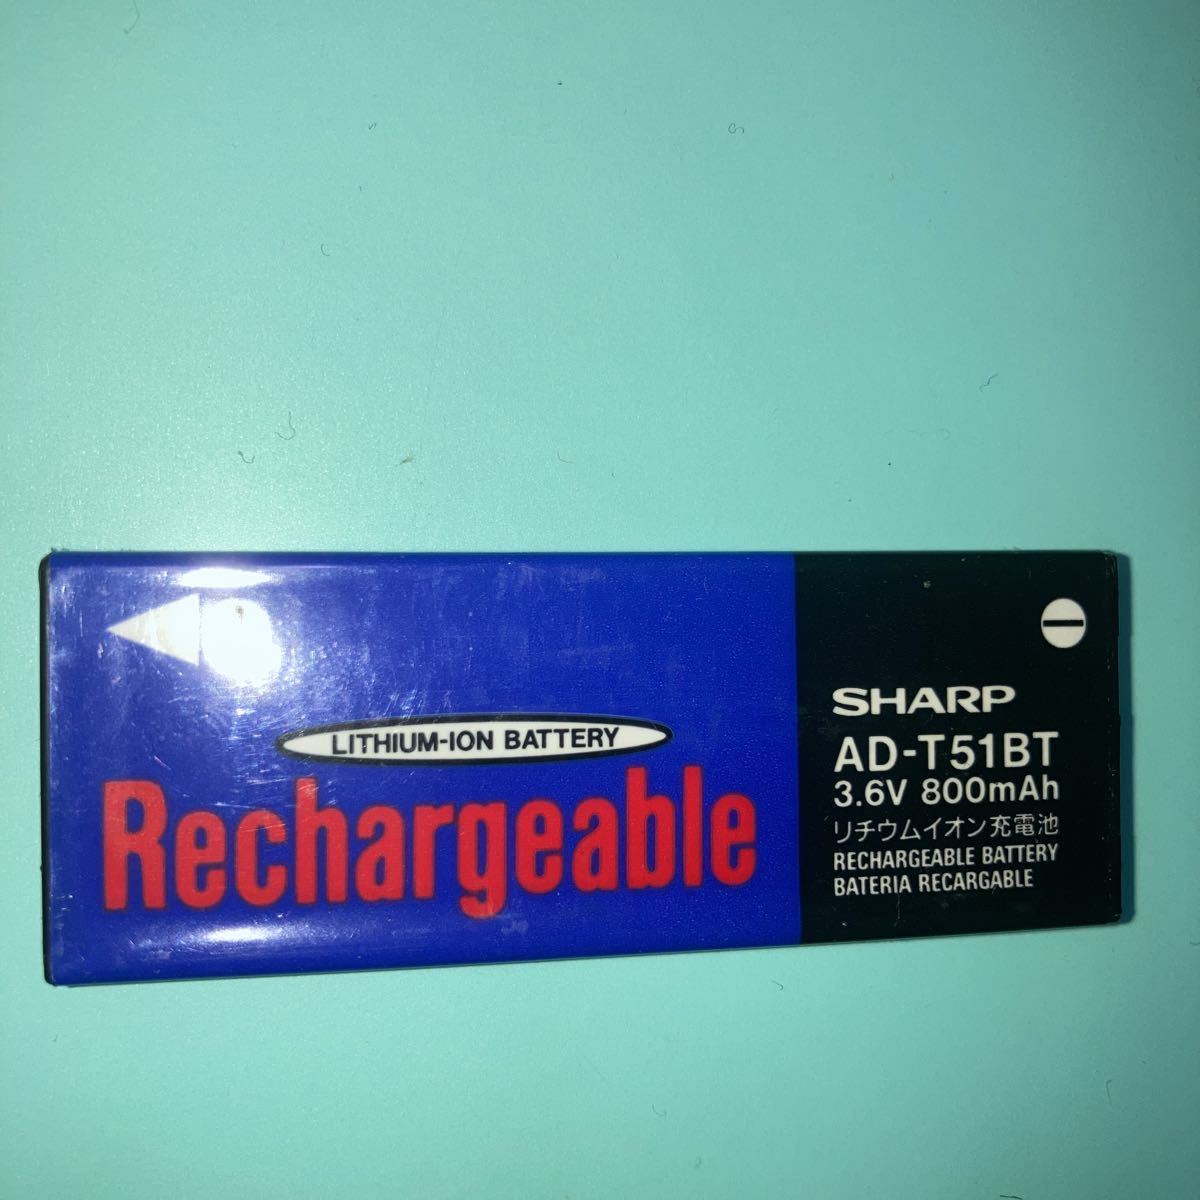 LITHIUM-ION BATTERY
Rechargeable
SHARP
AD-T51BT
3.6V 800mAh
リチウムイオン充電池
RECHARGEABLE BATTERY
BATERIA RECARGABLE